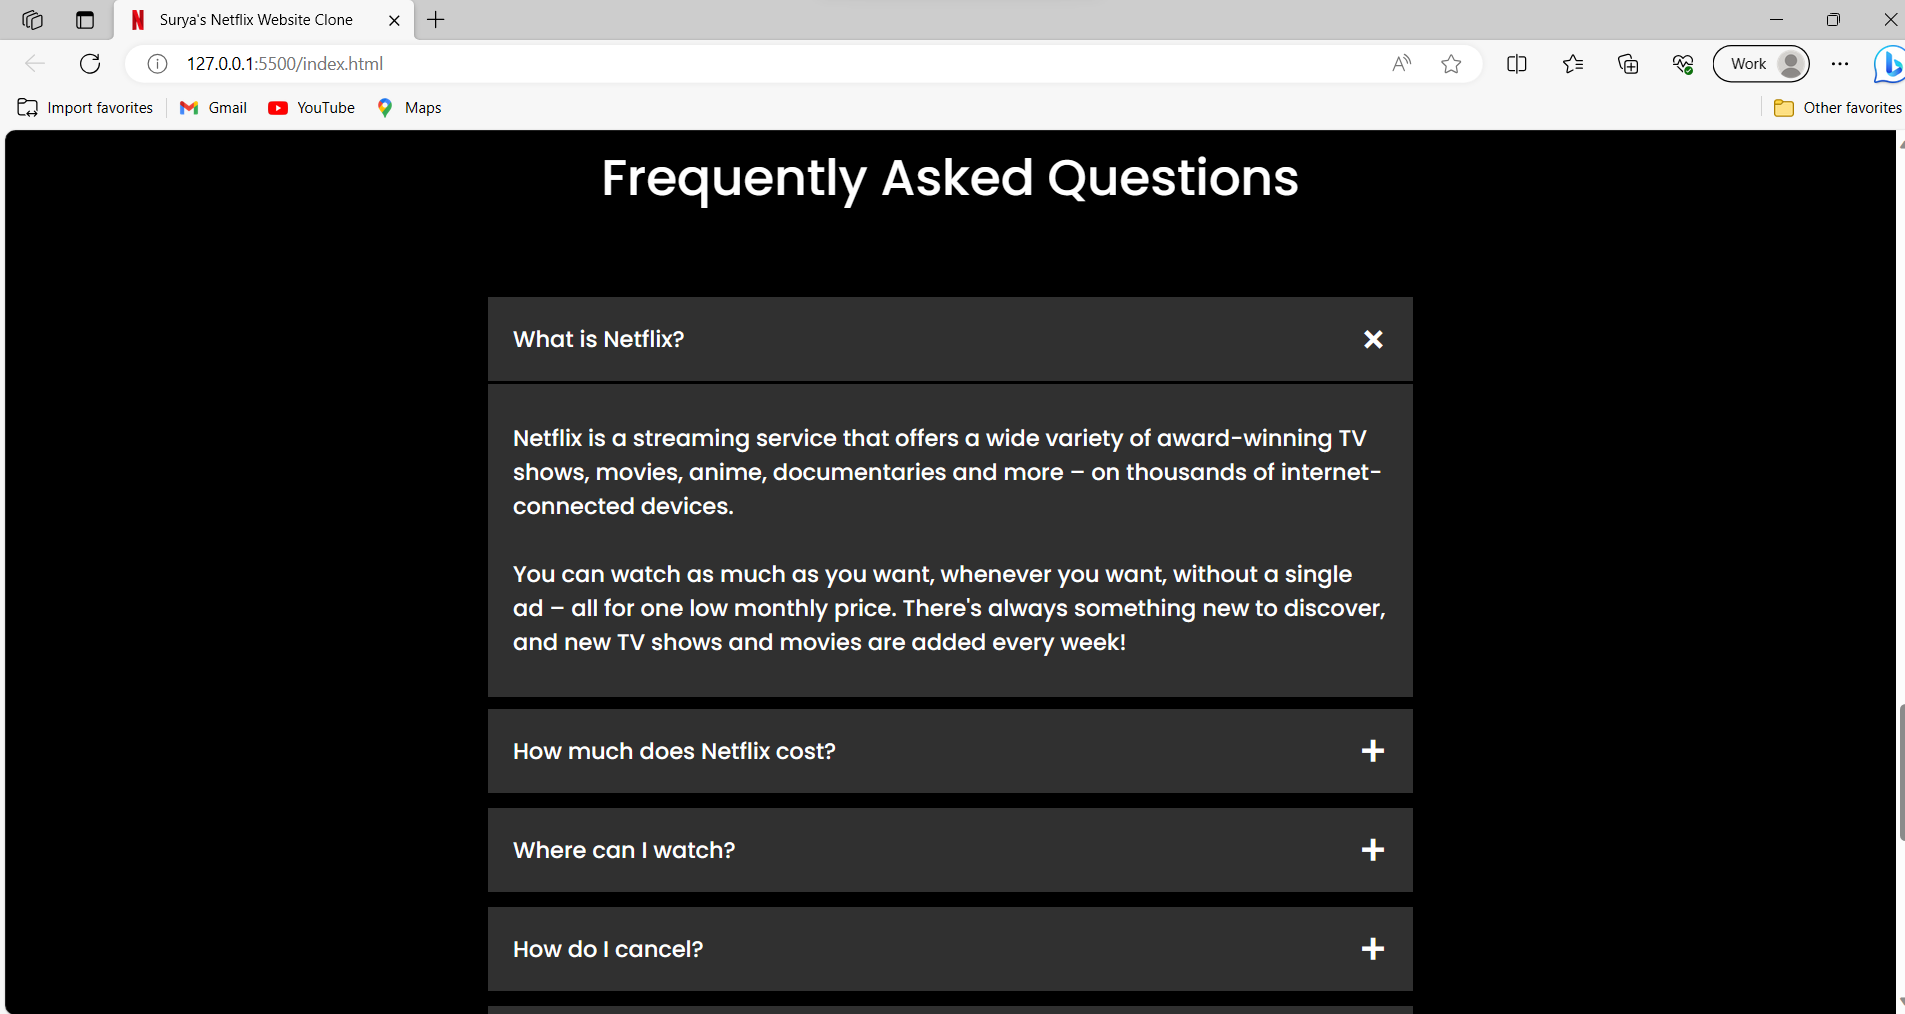 Surya's Netflix Website Clone
127.0.0.1:5500/index.html
Work
Import favorites
Gmail
YouTube
Maps
Other favorites
Frequently Asked Questions
What is Netflix?
Netflix is a streaming service that offers a wide variety of award-winning TV
shows, movies, anime, documentaries and more – on thousands of internet-
connected devices.
You can watch as much as you want, whenever you want, without a single
ad – all for one low monthly price. There's always something new to discover,
and new TV shows and movies are added every week!
How much does Netflix cost?
Where can I watch?
How do I cancel?